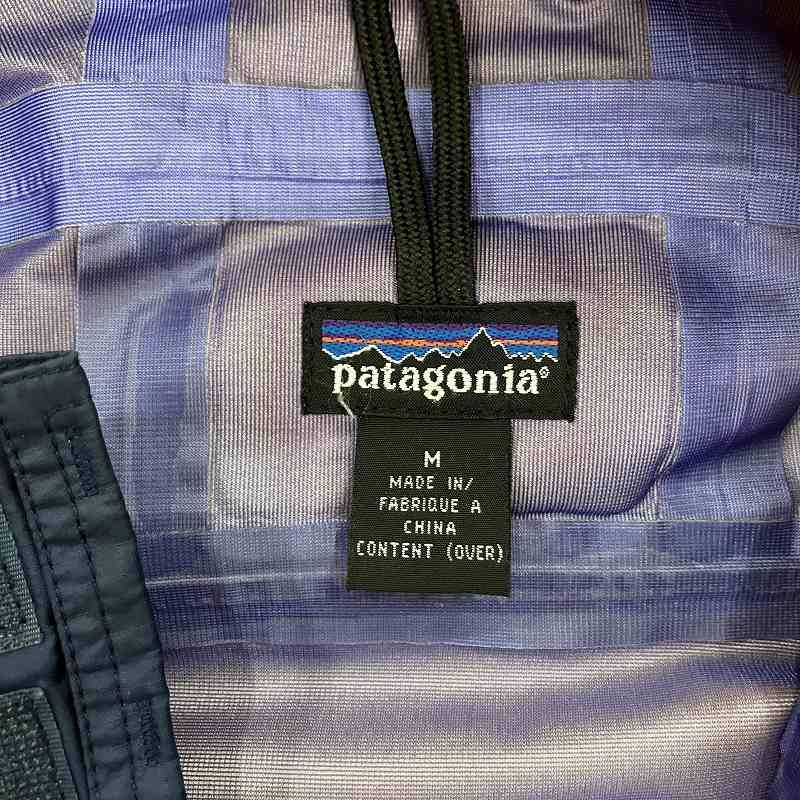 patagonia®
M
MADE IN/
FABRIQUE A
CHINA
CONTENT (OVER)